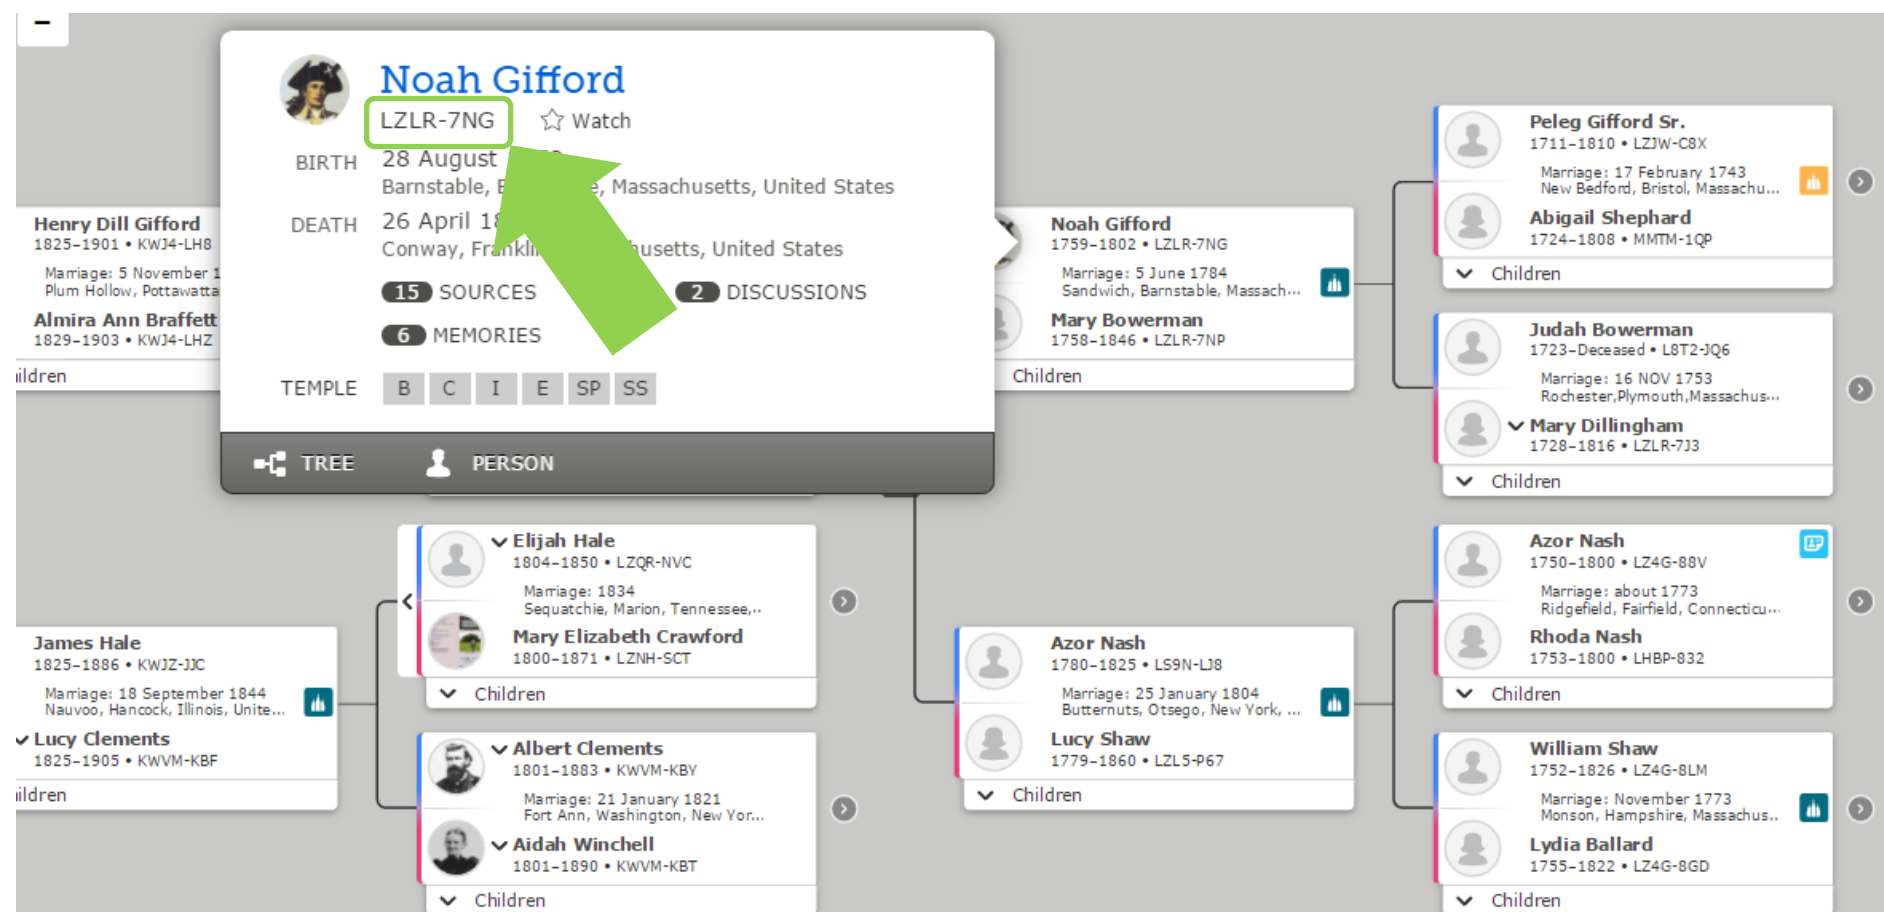 Noah Gifford
LZLR-7NG
Watch
BIRTH
28 August
Barnstable, Massachusetts, United States
DEATH
26 April
Conway, United States
15 SOURCES
2 DISCUSSIONS
6 MEMORIES
TEMPLE B C I E SP SS
TREE PERSON
Henry Dill Gifford
1825–1901 • KWJ4-LH8
Marriage: 5 November 1
Plum Hollow, Pottawatta
Almira Ann Braffett
1829–1903 • KWJ4-LHZ
ildren
James Hale
1825–1886 • KWJZ-JJC
Marriage: 18 September 1844
Nauvoo, Hancock, Illinois, Unite...
Lucy Clements
1825–1905 • KWVM-KBF
ildren
Elijah Hale
1804–1850 • LZQR-NVC
Marriage: 1834
Sequatchie, Marion, Tennessee,..
Mary Elizabeth Crawford
1800–1871 • LZNH-SCT
Children
Albert Clements
1801–1883 • KWVM-KBY
Marriage: 21 January 1821
Fort Ann, Washington, New Yor...
Aidah Winchell
1801–1890 • KWVM-KBT
Children
Noah Gifford
1759–1802 • LZLR-7NG
Marriage: 5 June 1784
Sandwich, Barnstable, Massach...
Mary Bowerman
1758–1846 • LZLR-7NP
Children
Azor Nash
1780–1825 • LS9N-LJ8
Marriage: 25 January 1804
Butternuts, Otsego, New York, ...
Lucy Shaw
1779–1860 • LZL5-P67
Children
Peleg Gifford Sr.
1711–1810 • LZJW-C8X
Marriage: 17 February 1743
New Bedford, Bristol, Massachu...
Abigail Shephard
1724–1808 • MMTM-1QP
Children
Judah Bowerman
1723–Deceased • L8T2-JQ6
Marriage: 16 NOV 1753
Rochester,Plymouth,Massachus...
Mary Dillingham
1728–1816 • LZLR-7J3
Children
Azor Nash
1750–1800 • LZ4G-88V
Marriage: about 1773
Ridgefield, Fairfield, Connecticu...
Rhoda Nash
1753–1800 • LHBP-832
Children
William Shaw
1752–1826 • LZ4G-8LM
Marriage: November 1773
Monson, Hampshire, Massachus..
Lydia Ballard
1755–1822 • LZ4G-8GD
Children